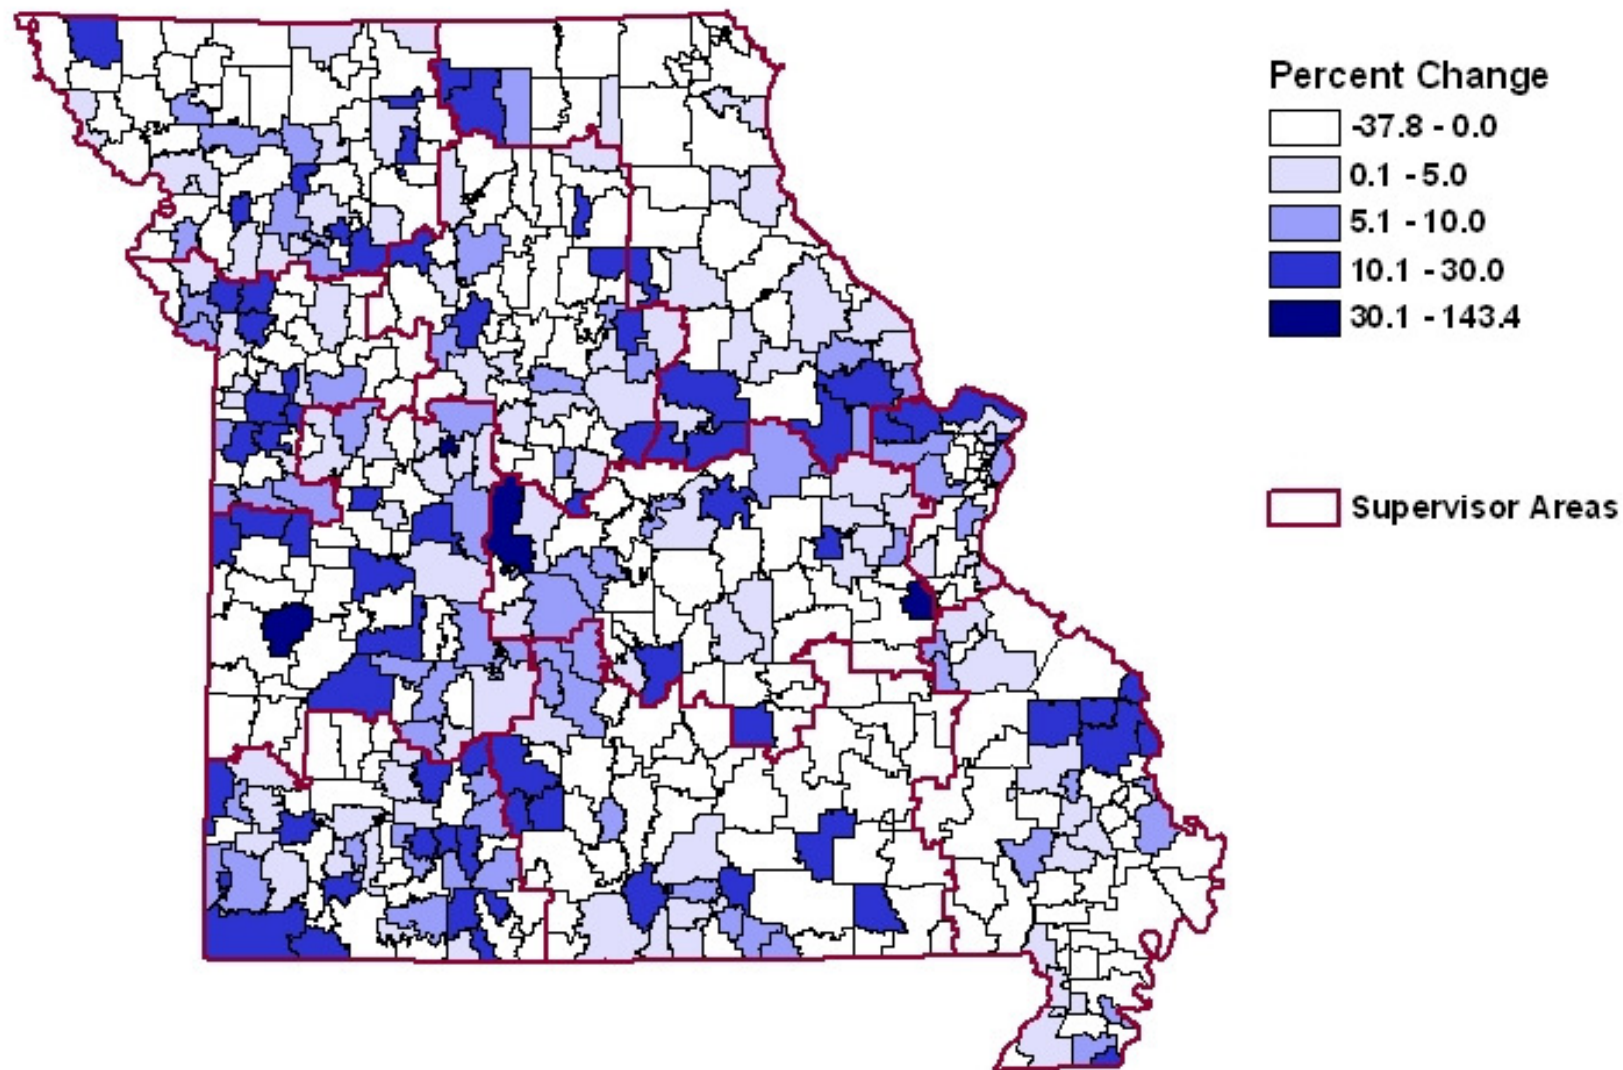 Percent Change
-37.8 - 0.0
0.1 - 5.0
5.1 - 10.0
10.1 - 30.0
30.1 - 143.4
Supervisor Areas